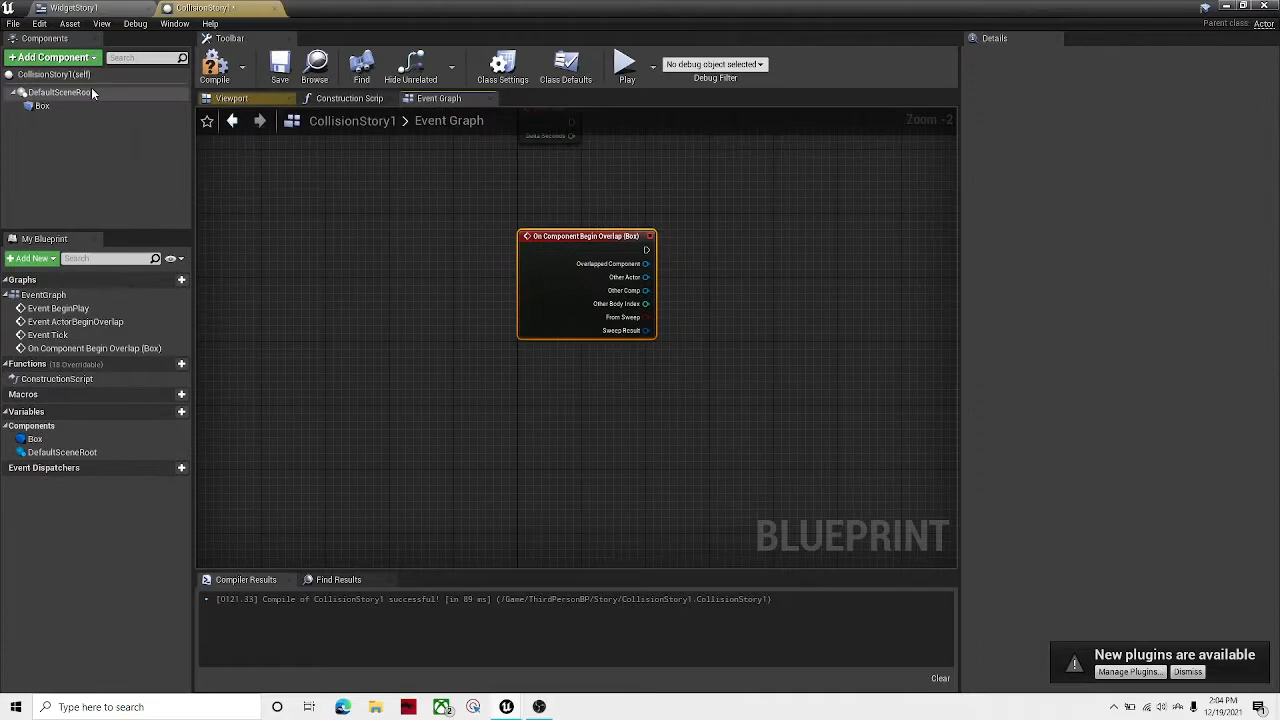 WidgetStory1
CollisionStory1*
File Edit Asset View Debug Window Help
Parent class: Actor
Components
Toolbar
Details
+ Add Component
Search
CollisionStory1(self)
DefaultSceneRoot
Box
Compile
Save
Browse
Find
Hide Unrelated
Class Settings
Class Defaults
Play
No debug object selected
Debug Filter
Viewport
Construction Scrip
Event Graph
CollisionStory1 > Event Graph
Zoom -2
Delta Seconds
On Component Begin Overlap (Box)
Overlapped Component
Other Actor
Other Comp
Other Body Index
From Sweep
Sweep Result
My Blueprint
+ Add New
Search
Graphs
EventGraph
Event BeginPlay
Event ActorBeginOverlap
Event Tick
On Component Begin Overlap (Box)
Functions (18 Overridable)
ConstructionScript
Macros
Variables
Components
Box
DefaultSceneRoot
Event Dispatchers
BLUEPRINT
Compiler Results
Find Results
[0121.33] Compile of CollisionStory1 successful! [in 89 ms] (/Game/ThirdPersonBP/Story/CollisionStory1.CollisionStory1)
Clear
New plugins are available
Manage Plugins...
Dismiss
Type here to search
2:04 PM
12/19/2021